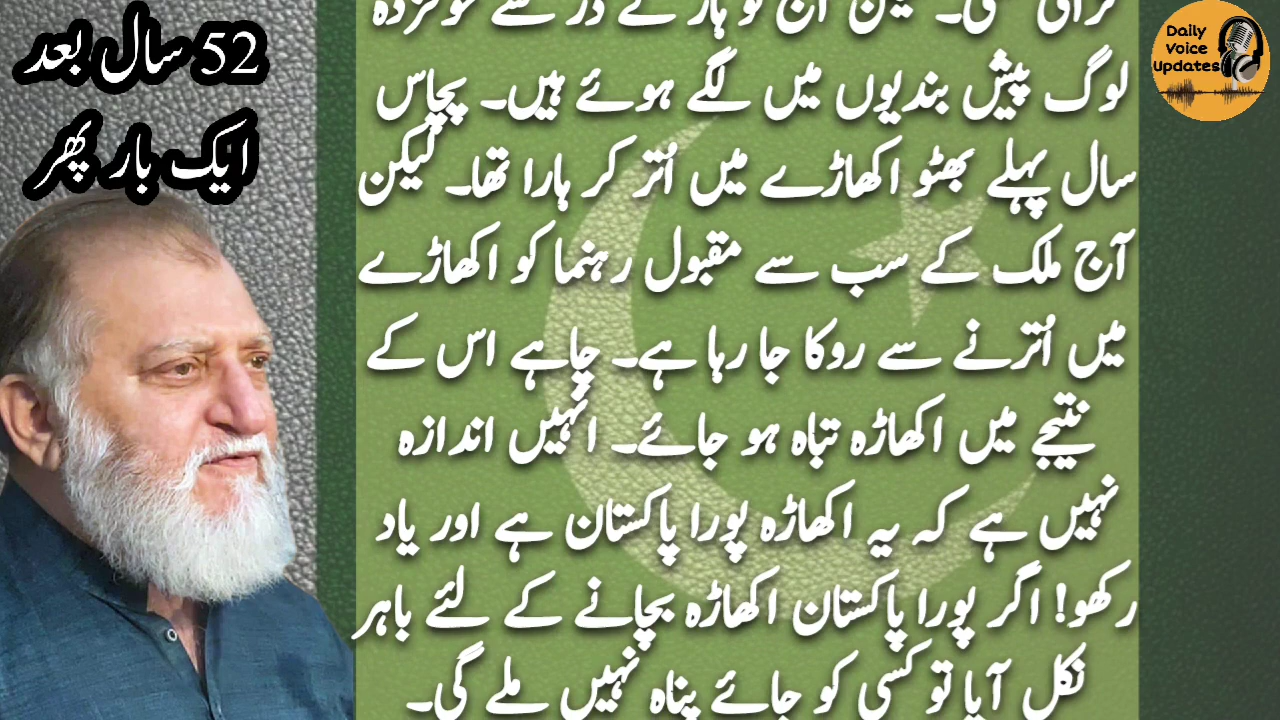 52 سال بعد
ایک بار پھر
Daily
Voice
Updates
لوگ پیش بندیوں میں لگے ہوئے ہیں۔ پچاس
سال پہلے بھٹو اکھاڑے میں اُتر کر ہارا تھا۔ لیکن
آج ملک کے سب سے مقبول رہنما کو اکھاڑے
میں اُترنے سے روکا جا رہا ہے۔ چاہے اس کے
نتیجے میں اکھاڑہ تباہ ہو جائے۔ انہیں اندازہ
نہیں ہے کہ یہ اکھاڑہ پورا پاکستان ہے اور یاد
رکھو! اگر پورا پاکستان اکھاڑہ بچانے کے لئے باہر
نکل آیا تو کسی کو جائے پناہ نہیں ملے گی۔